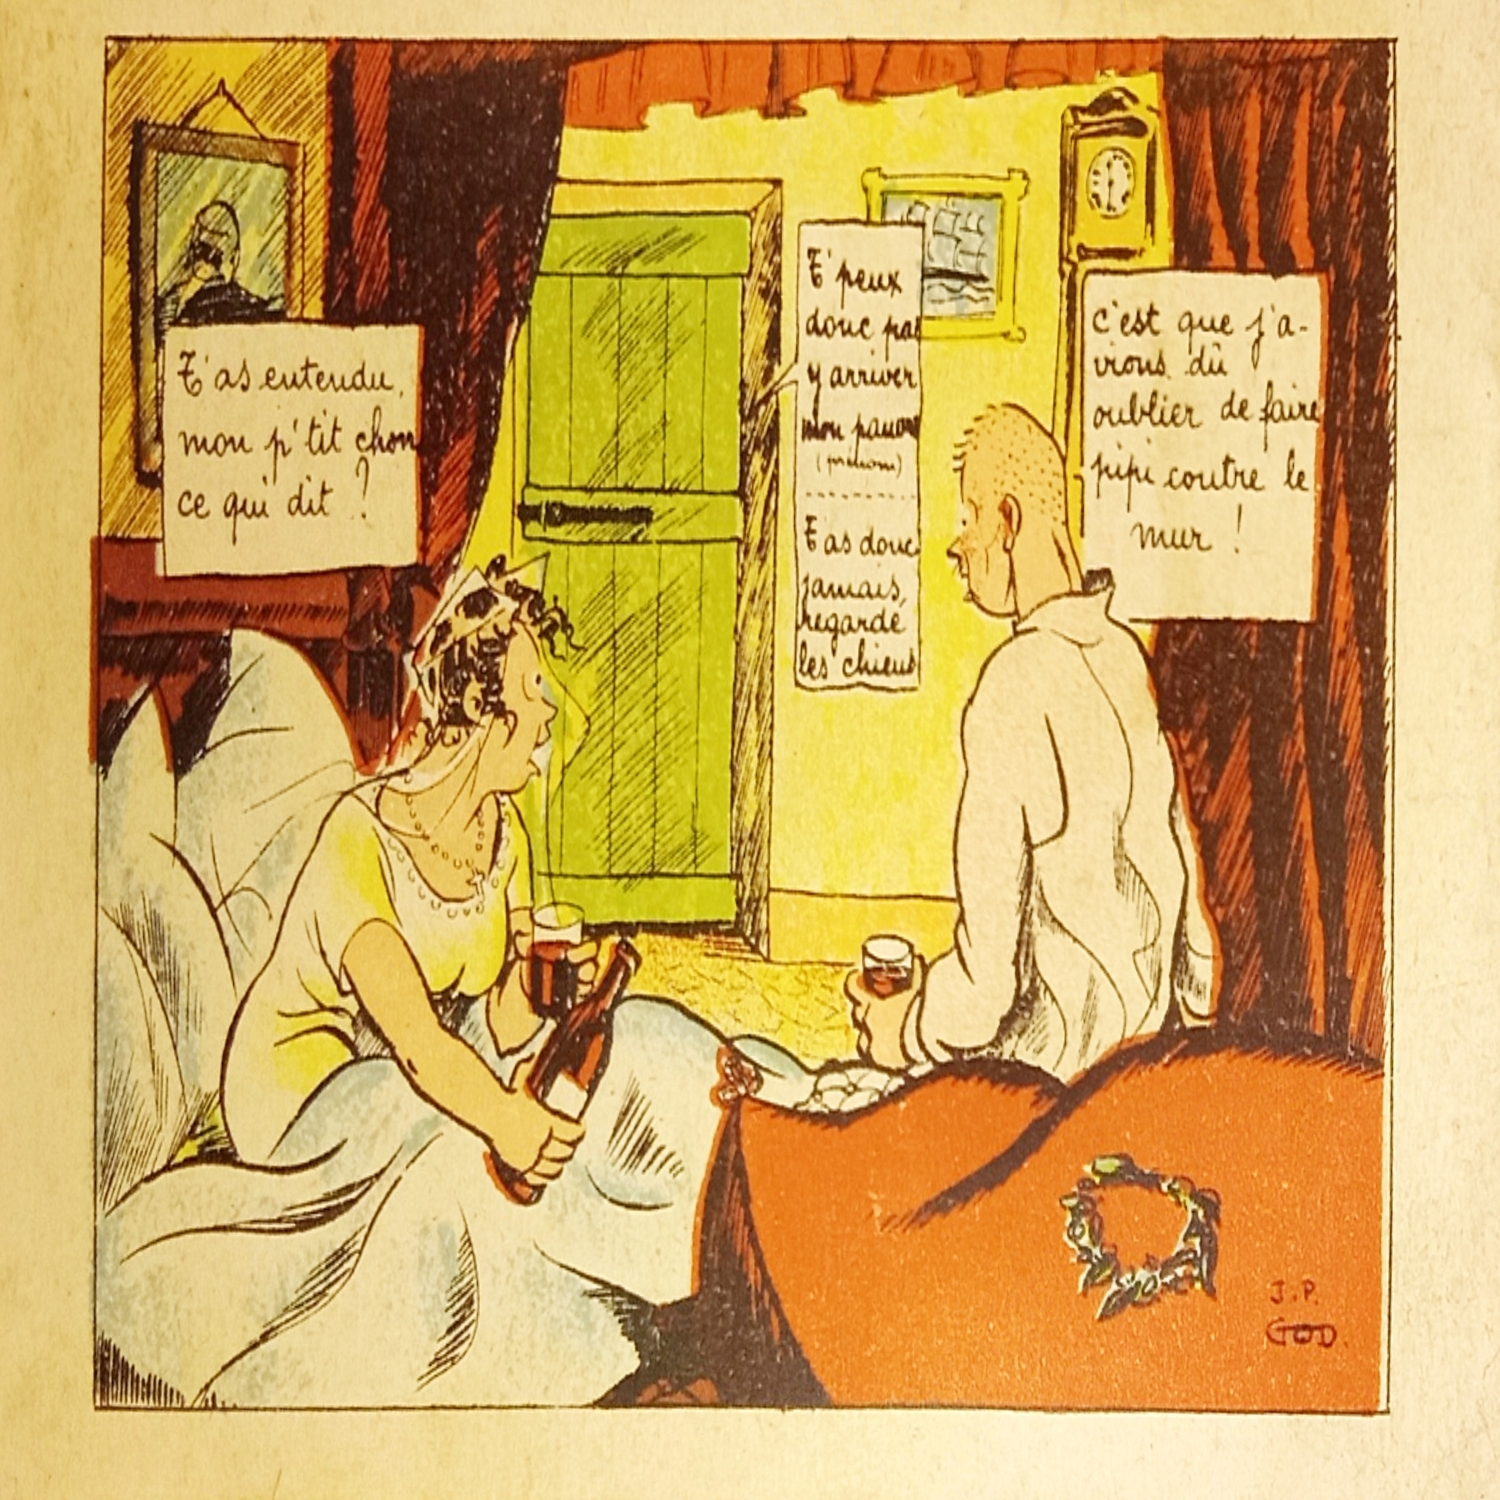 T'as entendu,
mon p'tit chou
ce qui dit ?
T'peux
donc pas
y arriver
mon pauvre
(prénom)
T'as donc
jamais,
regardé
les chiens
c'est que j'a-
vions dû
oublier de faire
pipi contre le
mur !
J.P.
GOD.